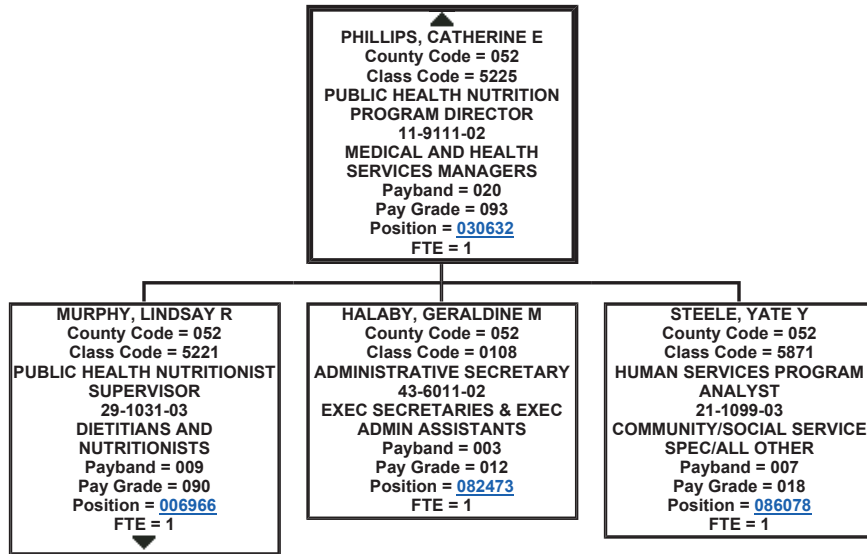 PHILLIPS, CATHERINE E
County Code = 052
Class Code = 5225
PUBLIC HEALTH NUTRITION
PROGRAM DIRECTOR
11-9111-02
MEDICAL AND HEALTH
SERVICES MANAGERS
Payband = 020
Pay Grade = 093
Position = 030632
FTE = 1
MURPHY, LINDSAY R
County Code = 052
Class Code = 5221
PUBLIC HEALTH NUTRITIONIST
SUPERVISOR
29-1031-03
DIETITIANS AND
NUTRITIONISTS
Payband = 009
Pay Grade = 090
Position = 006966
FTE = 1
HALABY, GERALDINE M
County Code = 052
Class Code = 0108
ADMINISTRATIVE SECRETARY
43-6011-02
EXEC SECRETARIES & EXEC
ADMIN ASSISTANTS
Payband = 003
Pay Grade = 012
Position = 082473
FTE = 1
STEELE, YATE Y
County Code = 052
Class Code = 5871
HUMAN SERVICES PROGRAM
ANALYST
21-1099-03
COMMUNITY/SOCIAL SERVICE
SPEC/ALL OTHER
Payband = 007
Pay Grade = 018
Position = 086078
FTE = 1